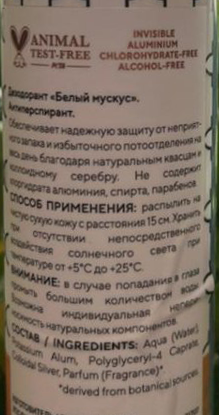 ANIMAL
TEST-FREE
INVISIBLE
ALUMINIUM
CHLOROHYDRATE-FREE
ALCOHOL-FREE
Дезодорант «Белый мускус».
Антиперспирант.
Обеспечивает надежную защиту от неприят-
ного запаха и избыточного потоотделения на
весь день благодаря натуральным квасцам и
коллоидному серебру. Не содержит
хлоргидрата алюминия, спирта, парабенов.
СПОСОБ ПРИМЕНЕНИЯ: распылить на
чистую сухую кожу с расстояния 15 см. Хранить
при отсутствии непосредственного
воздействия солнечного света при
температуре от +5°C до +25°C.
ВНИМАНИЕ: в случае попадания в глаза
промыть большим количеством воды.
Возможна индивидуальная неперено-
симость натуральных компонентов.
СОСТАВ / INGREDIENTS: Aqua (Water),
Potassium Alum, Polyglyceryl-4 Caprate,
Colloidal Silver, Parfum (Fragrance)*.
*derived from botanical sources